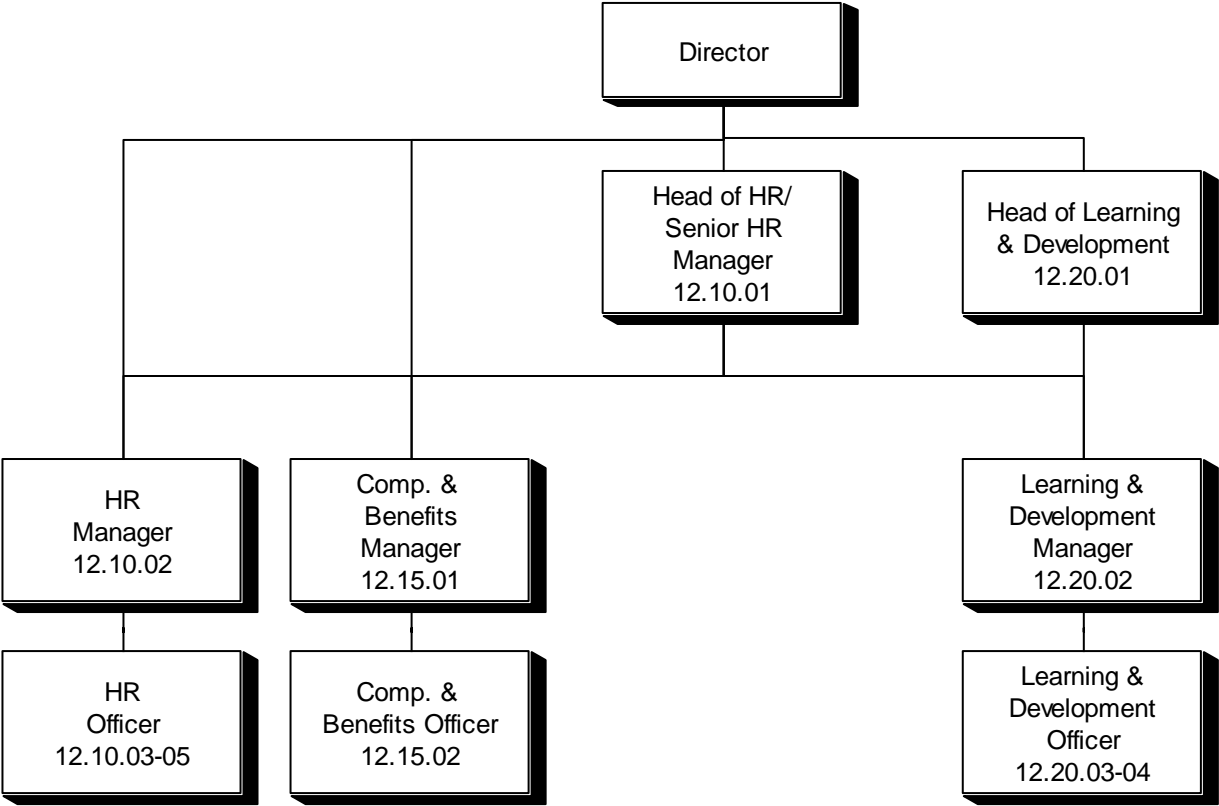 Director
Head of HR/
Senior HR
Manager
12.10.01
Head of Learning
& Development
12.20.01
HR
Manager
12.10.02
Comp. &
Benefits
Manager
12.15.01
Learning &
Development
Manager
12.20.02
HR
Officer
12.10.03-05
Comp. &
Benefits Officer
12.15.02
Learning &
Development
Officer
12.20.03-04